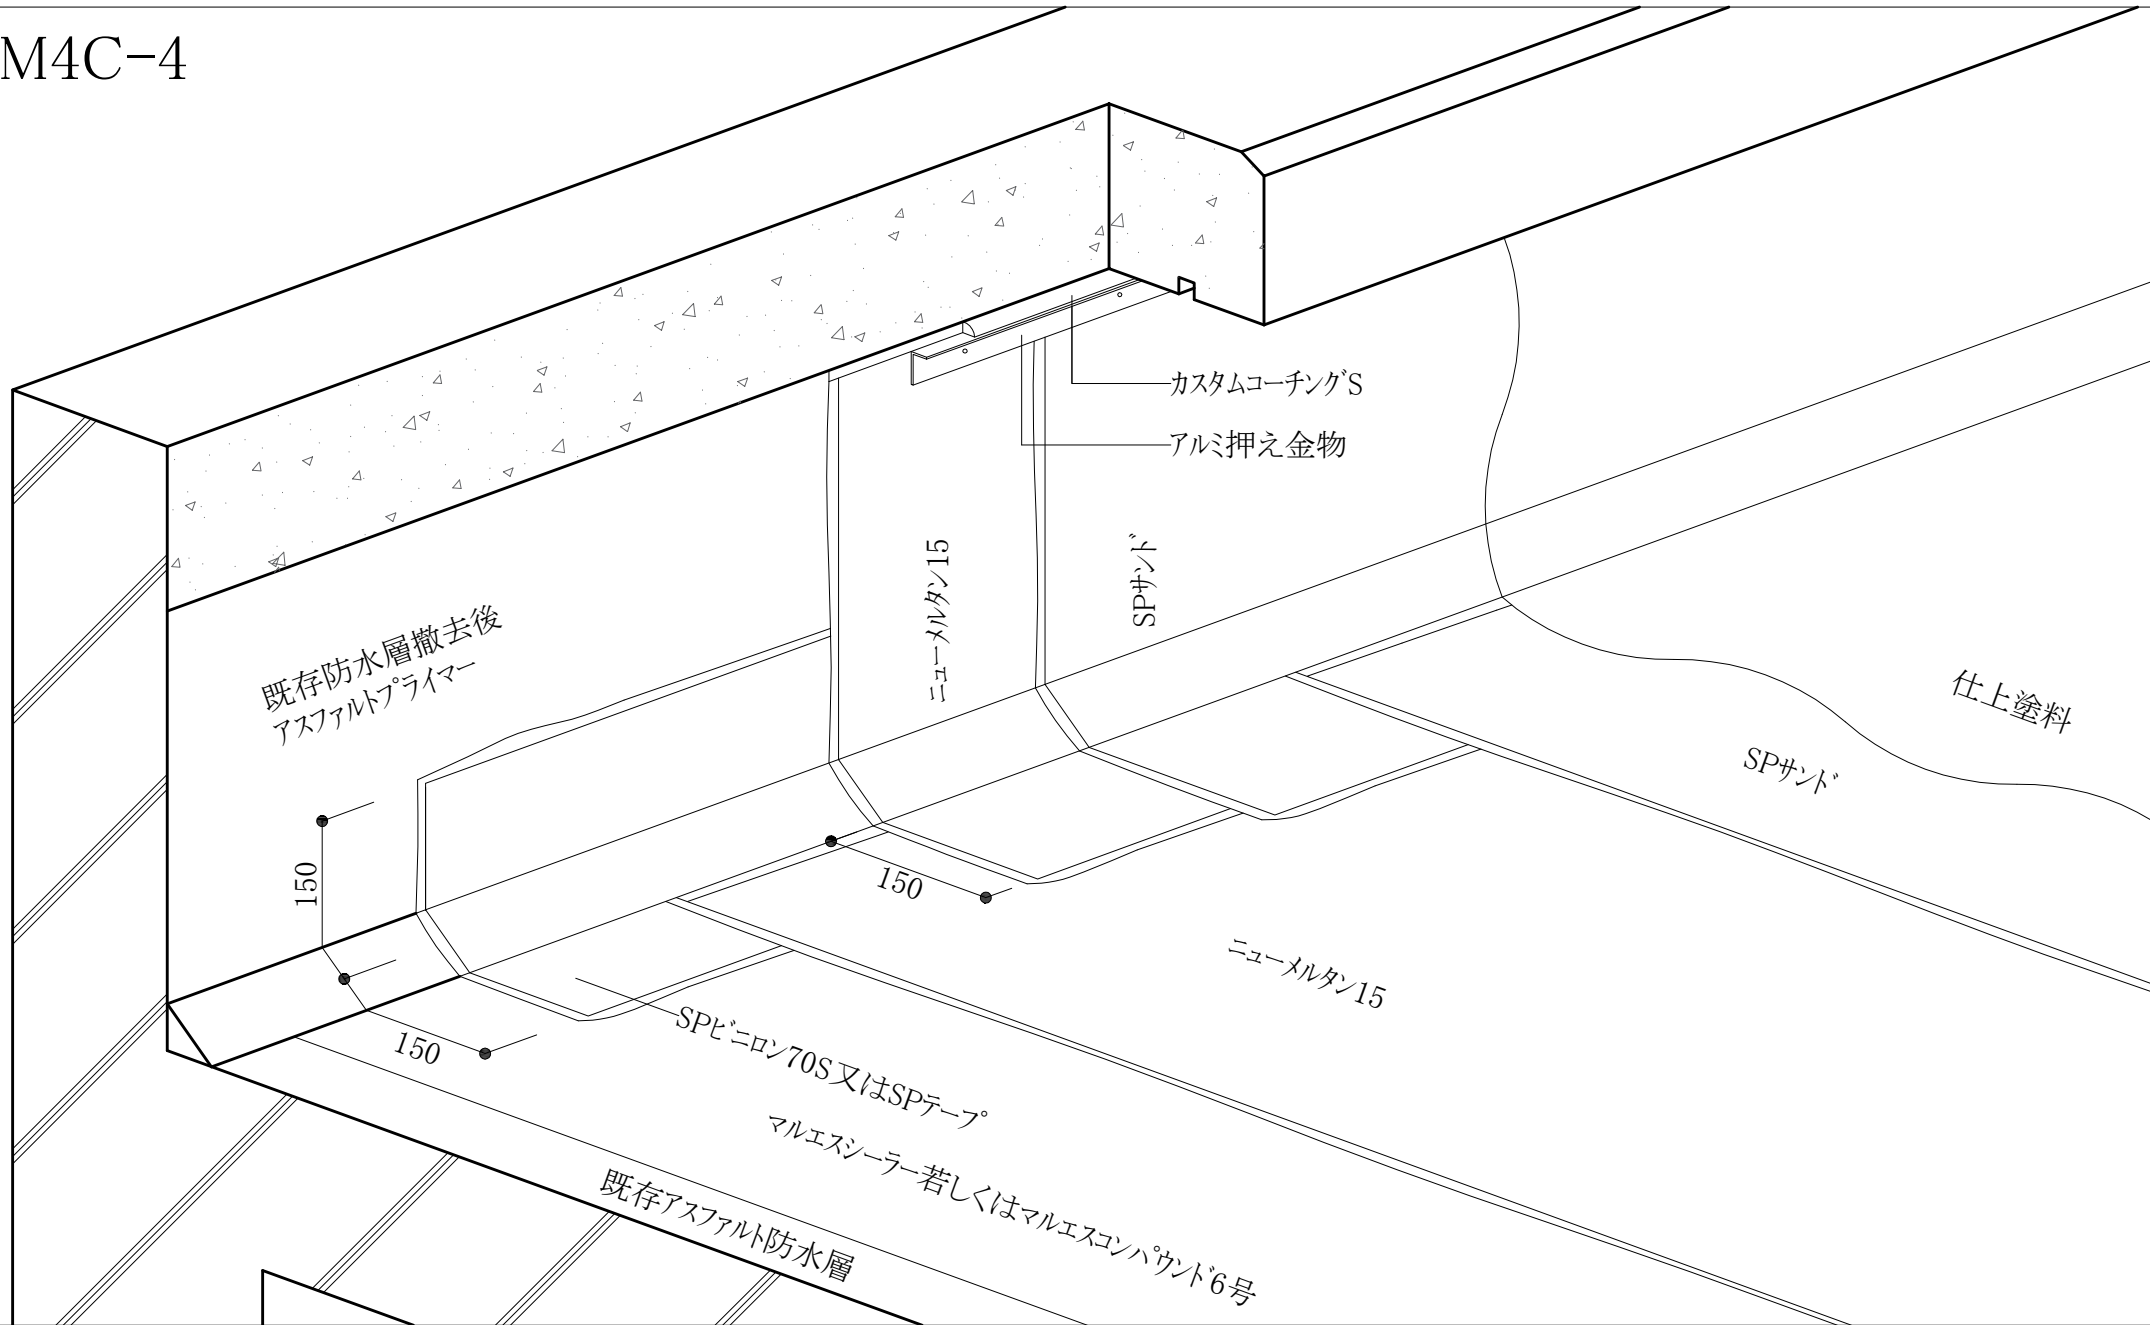 M4C-4
カスタムコーチングS
アルミ押え金物
ニューメルタン15
SPサンド
既存防水層撤去後
アスファルトプライマー
150
150
150
仕上塗料
SPサンド
ニューメルタン15
SPビニロン70S又はSPテープ
マルエスシーラー若しくはマルエスコンパウンド6号
既存アスファルト防水層